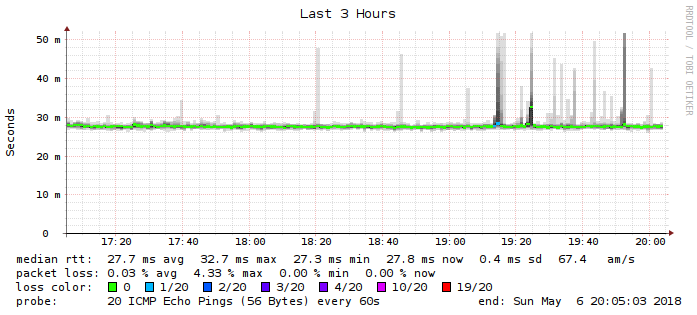 Last 3 Hours
RRDTOOL / TOBI OETIKER
Seconds
50 m
40 m
30 m
20 m
10 m
0
17:20 17:40 18:00 18:20 18:40 19:00 19:20 19:40 20:00
median rtt: 27.7 ms avg 32.7 ms max 27.3 ms min 27.8 ms now 0.4 ms sd 67.4 am/s
packet loss: 0.03 % avg 4.33 % max 0.00 % min 0.00 % now
loss color: 0 1/20 2/20 3/20 4/20 10/20 19/20
probe: 20 ICMP Echo Pings (56 Bytes) every 60s end: Sun May 6 20:05:03 2018